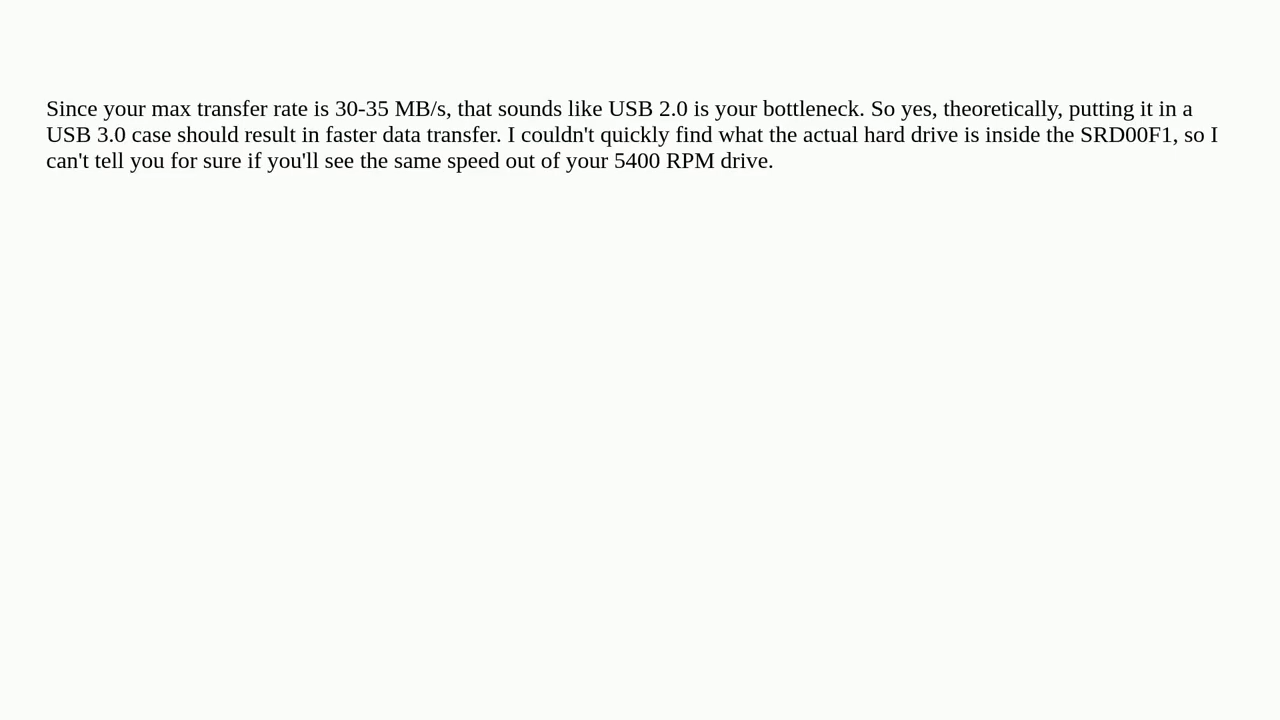 Since your max transfer rate is 30-35 MB/s, that sounds like USB 2.0 is your bottleneck. So yes, theoretically, putting it in a
USB 3.0 case should result in faster data transfer. I couldn't quickly find what the actual hard drive is inside the SRD00F1, so I
can't tell you for sure if you'll see the same speed out of your 5400 RPM drive.